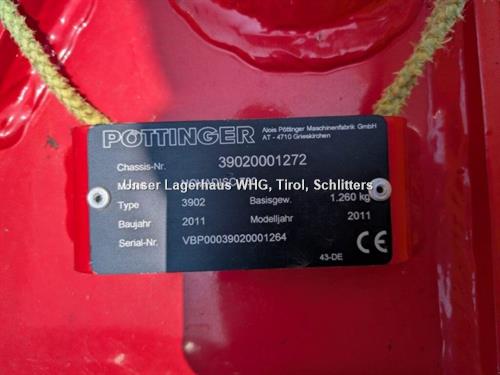 PÖTTINGER
Alois Pöttinger Maschinenfabrik GmbH
AT - 4710 Grieskirchen
Chassis-Nr. 39020001272
Unser Lagerhaus WHG, Tirol, Schlitters
Type 3902 Basisgew. 1.260 kg
Baujahr 2011 Modelljahr 2011
Serial-Nr. VBP00039020001264
CE
43-DE